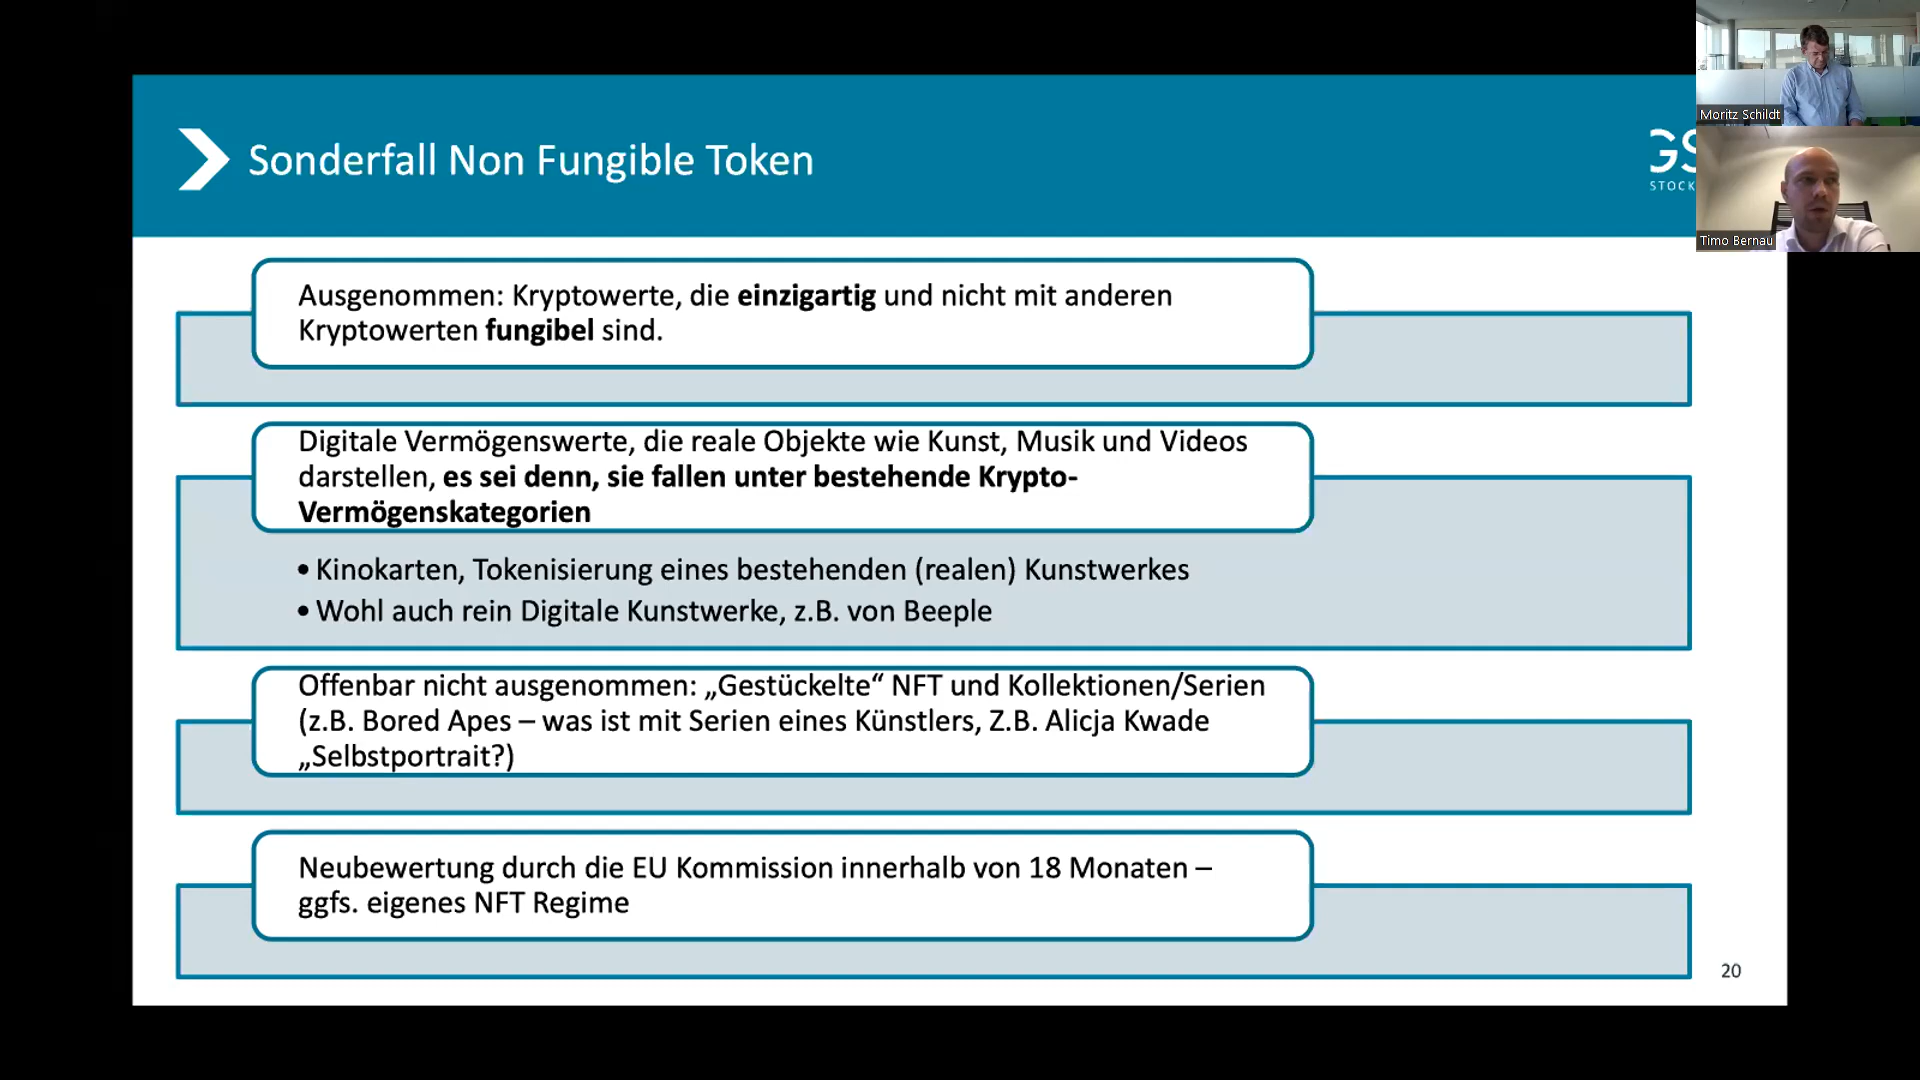 Sonderfall Non Fungible Token
GS
STOCK
Moritz Schildt
Timo Bernau
Ausgenommen: Kryptowerte, die einzigartig und nicht mit anderen
Kryptowerten fungibel sind.
Digitale Vermögenswerte, die reale Objekte wie Kunst, Musik und Videos
darstellen, es sei denn, sie fallen unter bestehende Krypto-
Vermögenskategorien
• Kinokarten, Tokenisierung eines bestehenden (realen) Kunstwerkes
• Wohl auch rein Digitale Kunstwerke, z.B. von Beeple
Offenbar nicht ausgenommen: „Gestückelte“ NFT und Kollektionen/Serien
(z.B. Bored Apes – was ist mit Serien eines Künstlers, Z.B. Alicja Kwade
„Selbstportrait?)
Neubewertung durch die EU Kommission innerhalb von 18 Monaten –
ggfs. eigenes NFT Regime
20